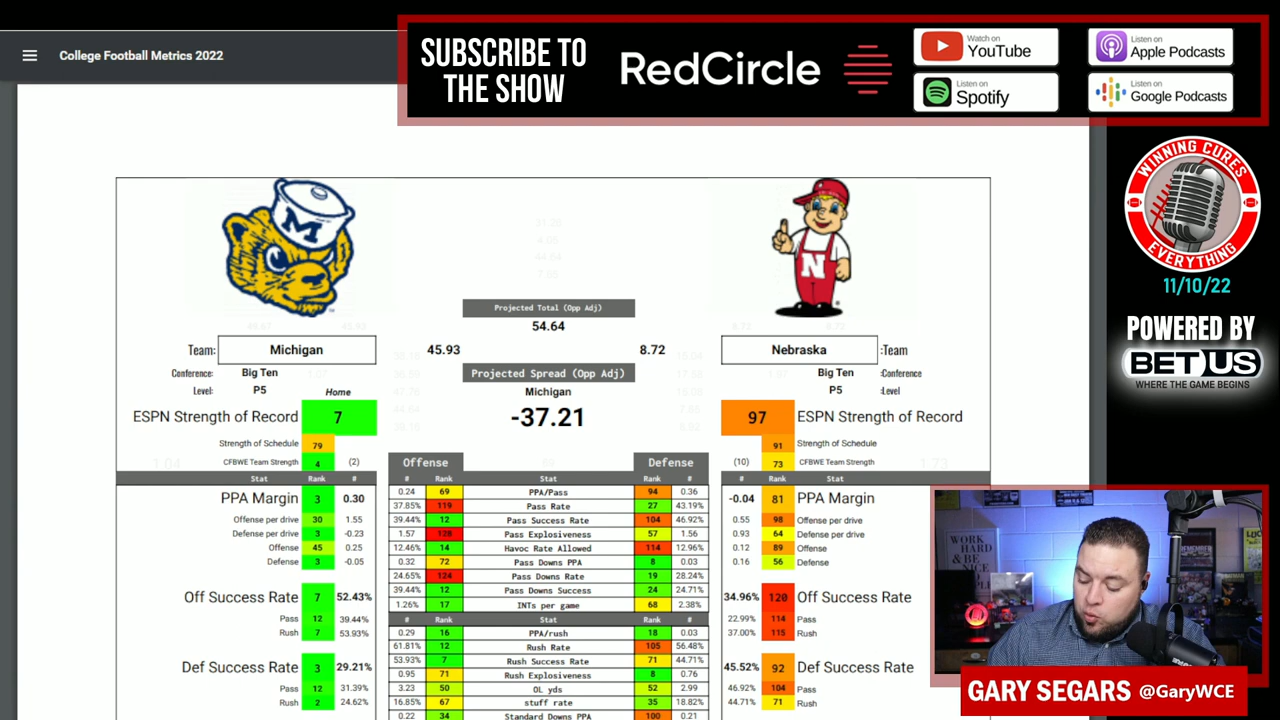 College Football Metrics 2022
SUBSCRIBE TO
THE SHOW
RedCircle
Watch on
YouTube
Listen on
Apple Podcasts
Listen on
Spotify
Listen on
Google Podcasts
WINNING CURES
EVERYTHING
11/10/22
POWERED BY
BETUS
WHERE THE GAME BEGINS
M
N
Projected Total (Opp Adj)
54.64
Team: Michigan 45.93 8.72 Nebraska :Team
Conference: Big Ten Projected Spread (Opp Adj) Big Ten :Conference
Level: P5 Home Michigan P5 :Level
ESPN Strength of Record 7 -37.21 97 ESPN Strength of Record
Strength of Schedule 79 91 Strength of Schedule
CFBWE Team Strength 4 (2) Offense Defense (10) 73 CFBWE Team Strength
Stat Rank # # Rank Stat Rank # # Rank Stat
PPA Margin 3 0.30 -0.04 81 PPA Margin
Offense per drive 30 1.55 0.55 98 Offense per drive
Defense per drive 3 -0.23 0.93 64 Defense per drive
Offense 45 0.25 0.12 89 Offense
Defense 3 -0.05 0.16 56 Defense
Off Success Rate 7 52.43% 34.96% 120 Off Success Rate
Pass 12 39.44% 22.99% 114 Pass
Rush 7 53.93% 37.00% 115 Rush
Def Success Rate 3 29.21% 45.52% 92 Def Success Rate
Pass 12 31.39% 46.92% 104 Pass
Rush 2 24.62% 44.71% 71 Rush
0.24 69 PPA/Pass 94 0.36
37.85% 119 Pass Rate 27 43.19%
39.44% 12 Pass Success Rate 104 46.92%
1.57 128 Pass Explosiveness 57 1.56
12.46% 14 Havoc Rate Allowed 114 12.96%
0.32 72 Pass Downs PPA 8 0.03
24.65% 124 Pass Downs Rate 19 28.24%
39.44% 12 Pass Downs Success 24 24.71%
1.26% 17 INTs per game 68 2.38%
# Rank Stat Rank #
0.29 16 PPA/rush 18 0.03
61.81% 12 Rush Rate 105 56.48%
53.93% 7 Rush Success Rate 71 44.71%
0.95 71 Rush Explosiveness 8 0.76
3.23 50 OL yds 52 2.99
16.85% 67 stuff rate 35 18.82%
0.22 34 Standard Downs PPA 100 0.21
WORK
HARD
& BE
NICE
GARY SEGARS @GaryWCE